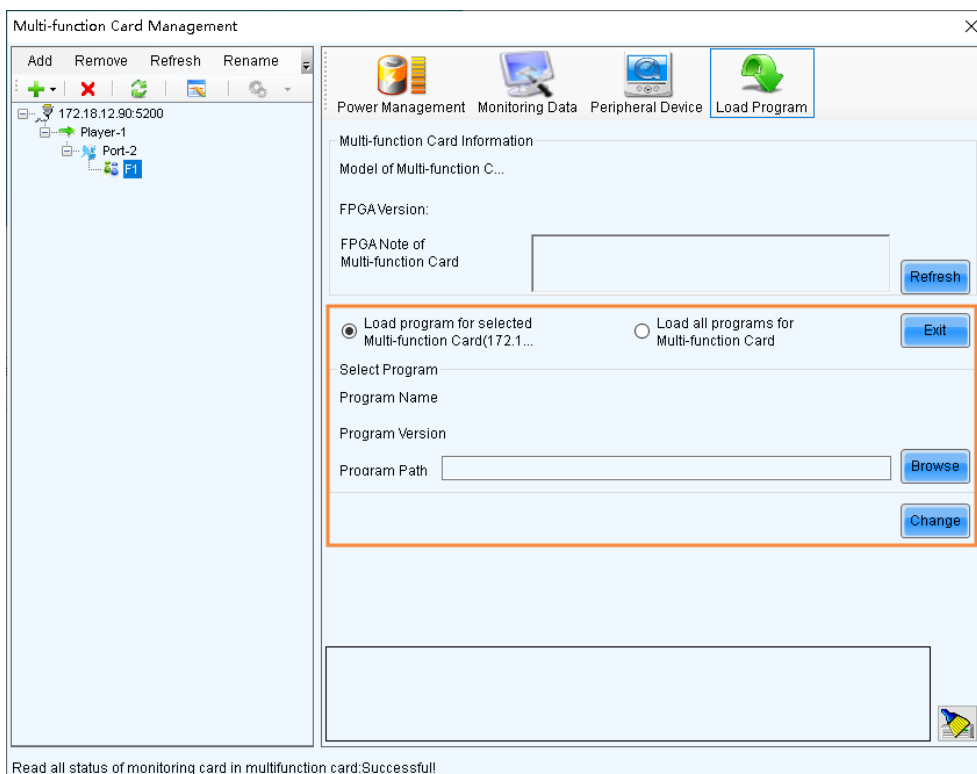 Multi-function Card Management
Add Remove Refresh Rename
172.18.12.90:5200
Player-1
Port-2
F1
Power Management Monitoring Data Peripheral Device Load Program
Multi-function Card Information
Model of Multi-function C...
FPGA Version:
FPGA Note of
Multi-function Card
Refresh
Load program for selected
Multi-function Card(172.1...
Load all programs for
Multi-function Card
Exit
Select Program
Program Name
Program Version
Program Path
Browse
Change
Read all status of monitoring card in multifunction card:Successful!